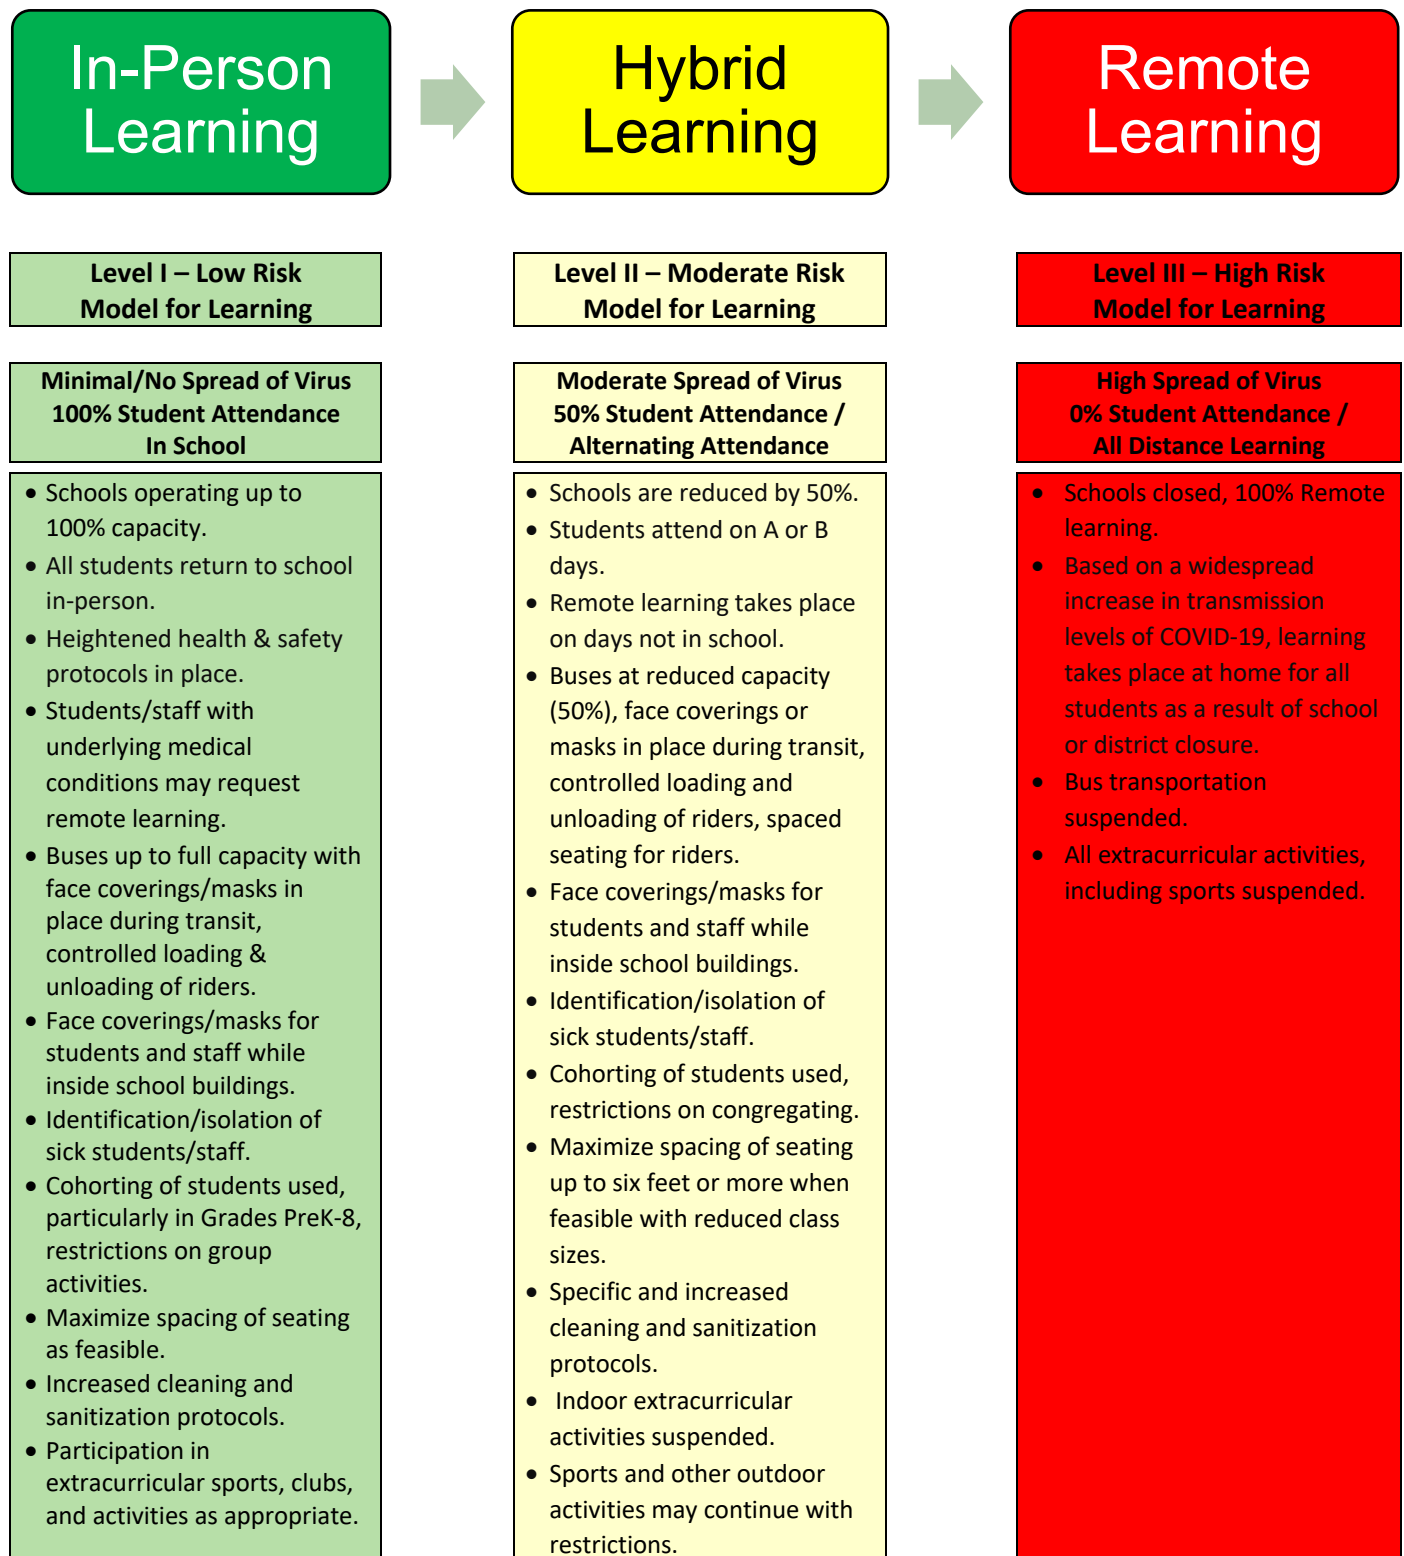 In-Person
Learning
Hybrid
Learning
Remote
Learning
Level I – Low Risk
Model for Learning
Minimal/No Spread of Virus
100% Student Attendance
In School
• Schools operating up to
100% capacity.
• All students return to school
in-person.
• Heightened health & safety
protocols in place.
• Students/staff with
underlying medical
conditions may request
remote learning.
• Buses up to full capacity with
face coverings/masks in
place during transit,
controlled loading &
unloading of riders.
• Face coverings/masks for
students and staff while
inside school buildings.
• Identification/isolation of
sick students/staff.
• Cohorting of students used,
particularly in Grades PreK-8,
restrictions on group
activities.
• Maximize spacing of seating
as feasible.
• Increased cleaning and
sanitization protocols.
• Participation in
extracurricular sports, clubs,
and activities as appropriate.
Level II – Moderate Risk
Model for Learning
Moderate Spread of Virus
50% Student Attendance /
Alternating Attendance
• Schools are reduced by 50%.
• Students attend on A or B
days.
• Remote learning takes place
on days not in school.
• Buses at reduced capacity
(50%), face coverings or
masks in place during transit,
controlled loading and
unloading of riders, spaced
seating for riders.
• Face coverings/masks for
students and staff while
inside school buildings.
• Identification/isolation of
sick students/staff.
• Cohorting of students used,
restrictions on congregating.
• Maximize spacing of seating
up to six feet or more when
feasible with reduced class
sizes.
• Specific and increased
cleaning and sanitization
protocols.
• Indoor extracurricular
activities suspended.
• Sports and other outdoor
activities may continue with
restrictions.
Level III – High Risk
Model for Learning
High Spread of Virus
0% Student Attendance /
All Distance Learning
• Schools closed, 100% Remote
learning.
• Based on a widespread
increase in transmission
levels of COVID-19, learning
takes place at home for all
students as a result of school
or district closure.
• Bus transportation
suspended.
• All extracurricular activities,
including sports suspended.